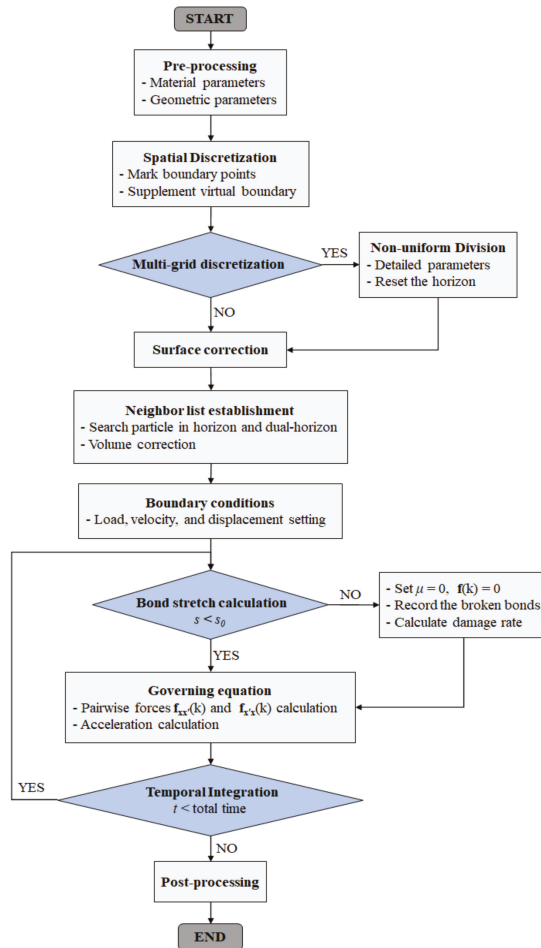 START
Pre-processing
- Material parameters
- Geometric parameters
Spatial Discretization
- Mark boundary points
- Supplement virtual boundary
Multi-grid discretization
YES
Non-uniform Division
- Detailed parameters
- Reset the horizon
NO
Surface correction
Neighbor list establishment
- Search particle in horizon and dual-horizon
- Volume correction
Boundary conditions
- Load, velocity, and displacement setting
Bond stretch calculation
s < s₀
NO
- Set μ = 0, f(k) = 0
- Record the broken bonds
- Calculate damage rate
YES
Governing equation
- Pairwise forces fxx′(k) and fx′x(k) calculation
- Acceleration calculation
YES
Temporal Integration
t < total time
NO
Post-processing
END